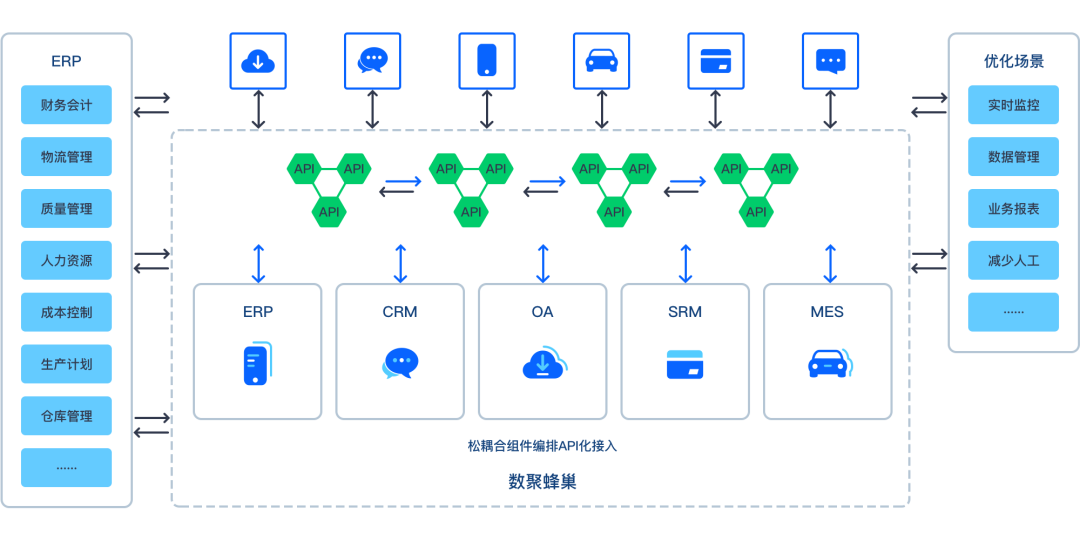 ERP
财务会计
物流管理
质量管理
人力资源
成本控制
生产计划
仓库管理
......
API API API API API API API API
API API API API
ERP CRM OA SRM MES
松耦合组件编排API化接入
数聚蜂巢
优化场景
实时监控
数据管理
业务报表
减少人工
......